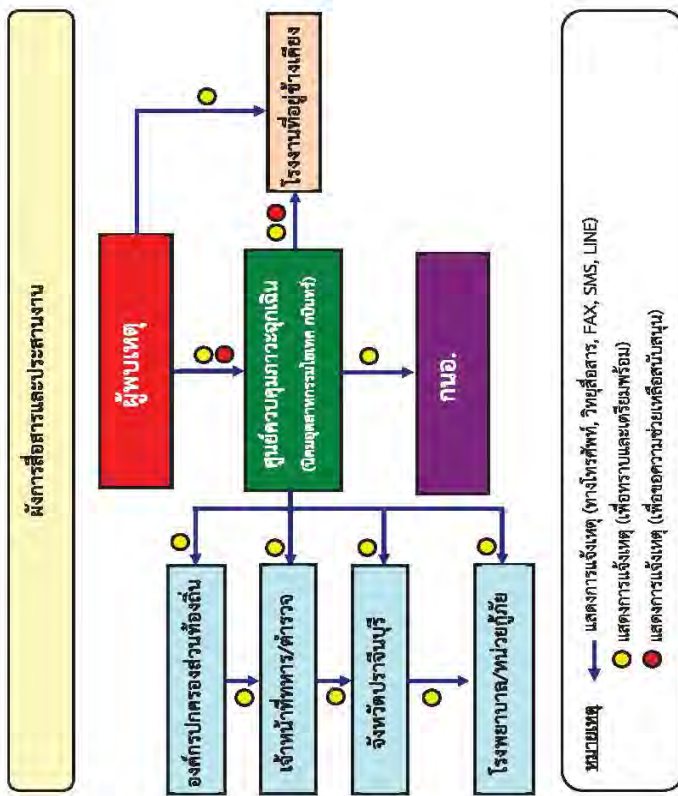 ผังการสื่อสารและประสานงาน
ผู้พบเหตุ
ศูนย์ควบคุมภาวะฉุกเฉิน
(นิคมอุตสาหกรรมไฮเทค กบินทร์)
โรงงานที่อยู่ข้างเคียง
กนอ.
องค์กรปกครองส่วนท้องถิ่น
เจ้าหน้าที่ทหาร/ตำรวจ
จังหวัดปราจีนบุรี
โรงพยาบาล/หน่วยกู้ภัย
หมายเหตุ
แสดงการแจ้งเหตุ (ทางโทรศัพท์, วิทยุสื่อสาร, FAX, SMS, LINE)
แสดงการแจ้งเหตุ (เพื่อทราบและเตรียมพร้อม)
แสดงการแจ้งเหตุ (เพื่อขอความช่วยเหลือสนับสนุน)